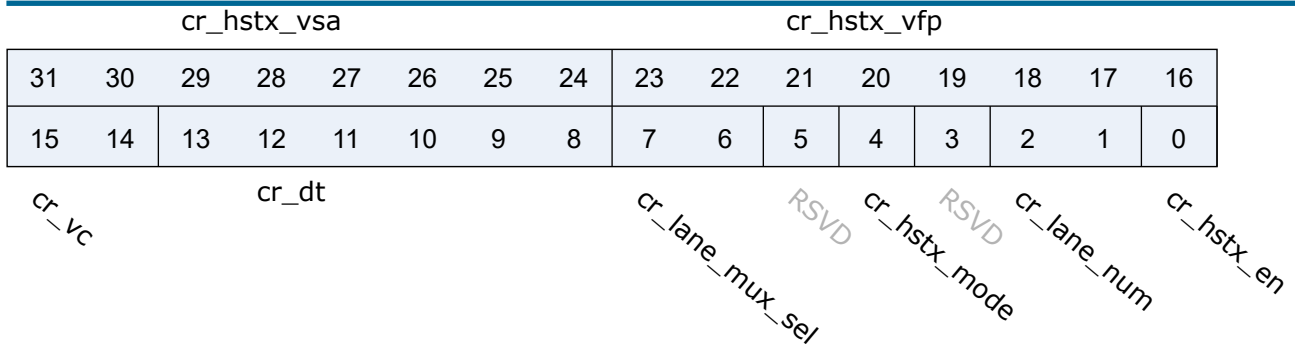 cr_hstx_vsa cr_hstx_vfp
31 30 29 28 27 26 25 24 23 22 21 20 19 18 17 16
15 14 13 12 11 10 9 8 7 6 5 4 3 2 1 0
cr_vc cr_dt cr_lane_mux_sel RSVD cr_hstx_mode RSVD cr_lane_num cr_hstx_en